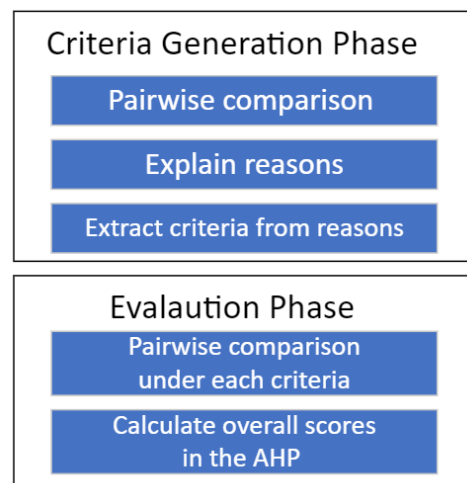 Criteria Generation Phase
Pairwise comparison
Explain reasons
Extract criteria from reasons
Evalaution Phase
Pairwise comparison
under each criteria
Calculate overall scores
in the AHP